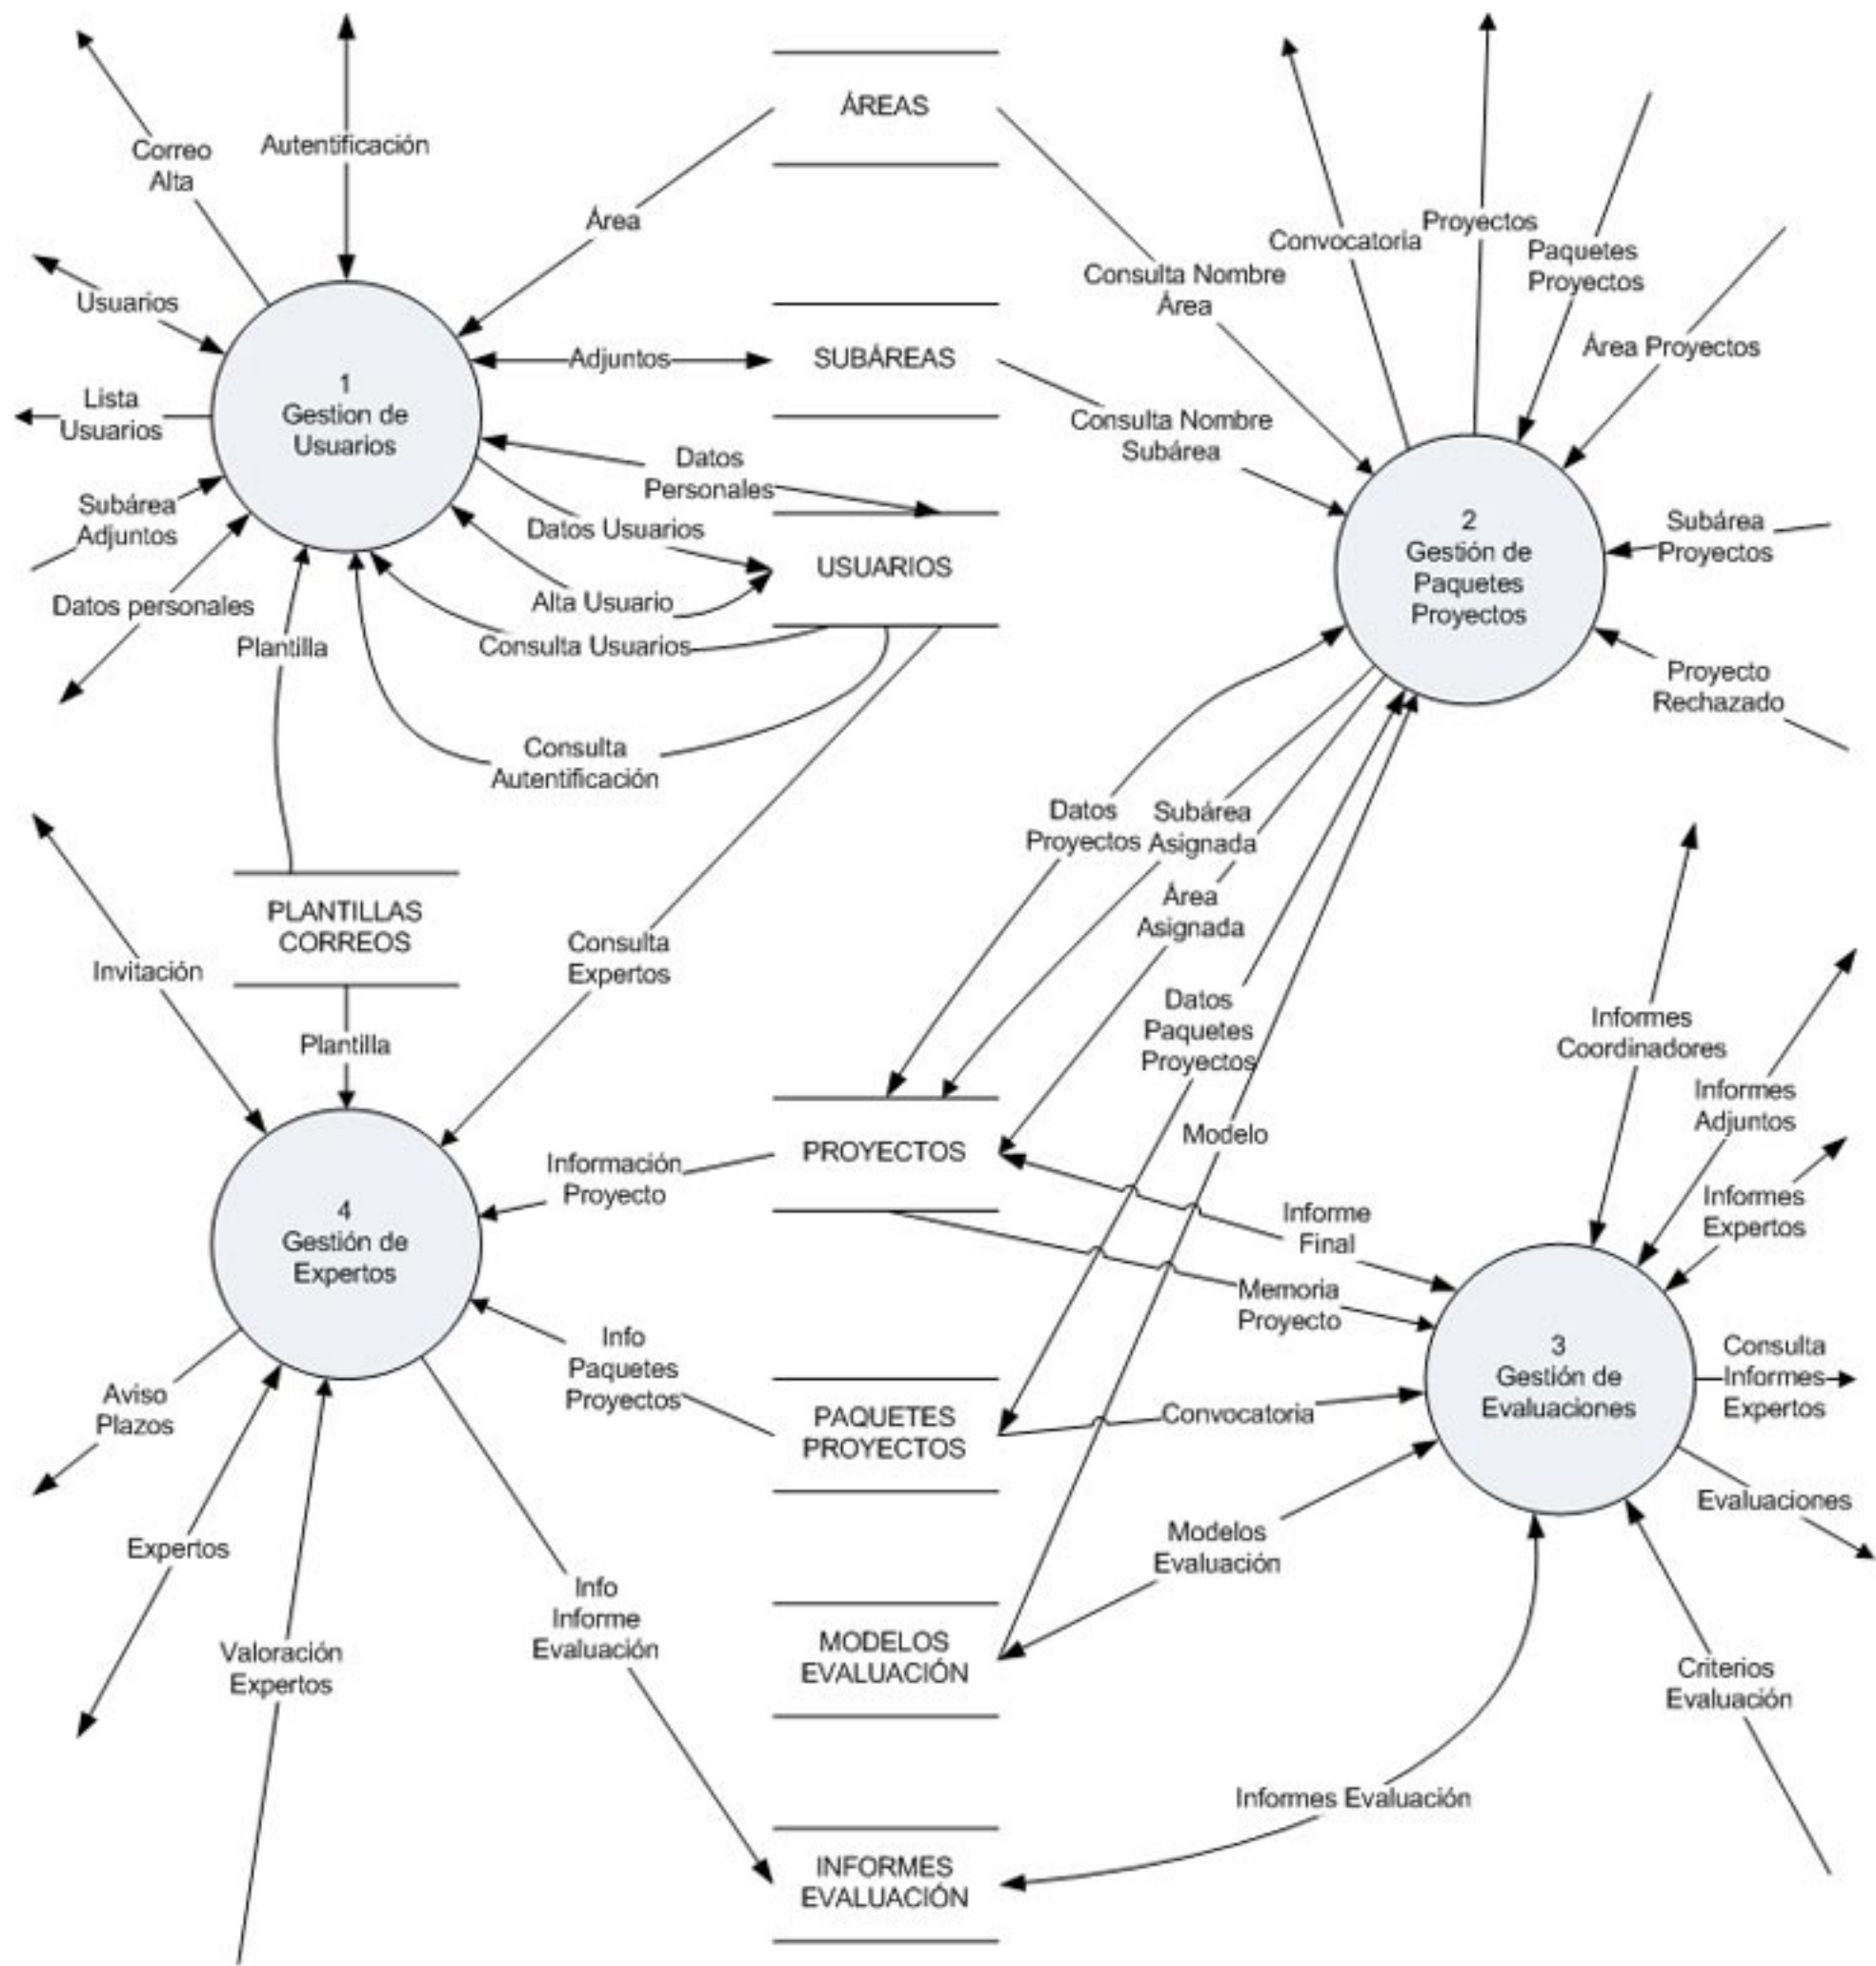 ÁREAS
Correo
Alta
Autentificación
Área
Convocatoria
Proyectos
Paquetes
Proyectos
Consulta Nombre
Área
Área Proyectos
Usuarios
Adjuntos
SUBÁREAS
Consulta Nombre
Subárea
1
Gestion de
Usuarios
Lista
Usuarios
Subárea
Adjuntos
Datos
Personales
Datos Usuarios
USUARIOS
Alta Usuario
Consulta Usuarios
Datos personales
Plantilla
Consulta
Autentificación
2
Gestión de
Paquetes
Proyectos
Subárea
Proyectos
Proyecto
Rechazado
Datos
Proyectos
Subárea
Asignada
Área
Asignada
PLANTILLAS
CORREOS
Invitación
Consulta
Expertos
Plantilla
Datos
Paquetes
Proyectos
Informes
Coordinadores
Informes
Adjuntos
Modelo
PROYECTOS
Información
Proyecto
Informes
Expertos
4
Gestión de
Expertos
Informe
Final
Memoria
Proyecto
Info
Paquetes
Proyectos
3
Gestión de
Evaluaciones
Consulta
Informes
Expertos
Aviso
Plazos
PAQUETES
PROYECTOS
Convocatoria
Evaluaciones
Expertos
Modelos
Evaluación
Info
Informe
Evaluación
Valoración
Expertos
MODELOS
EVALUACIÓN
Criterios
Evaluación
Informes Evaluación
INFORMES
EVALUACIÓN